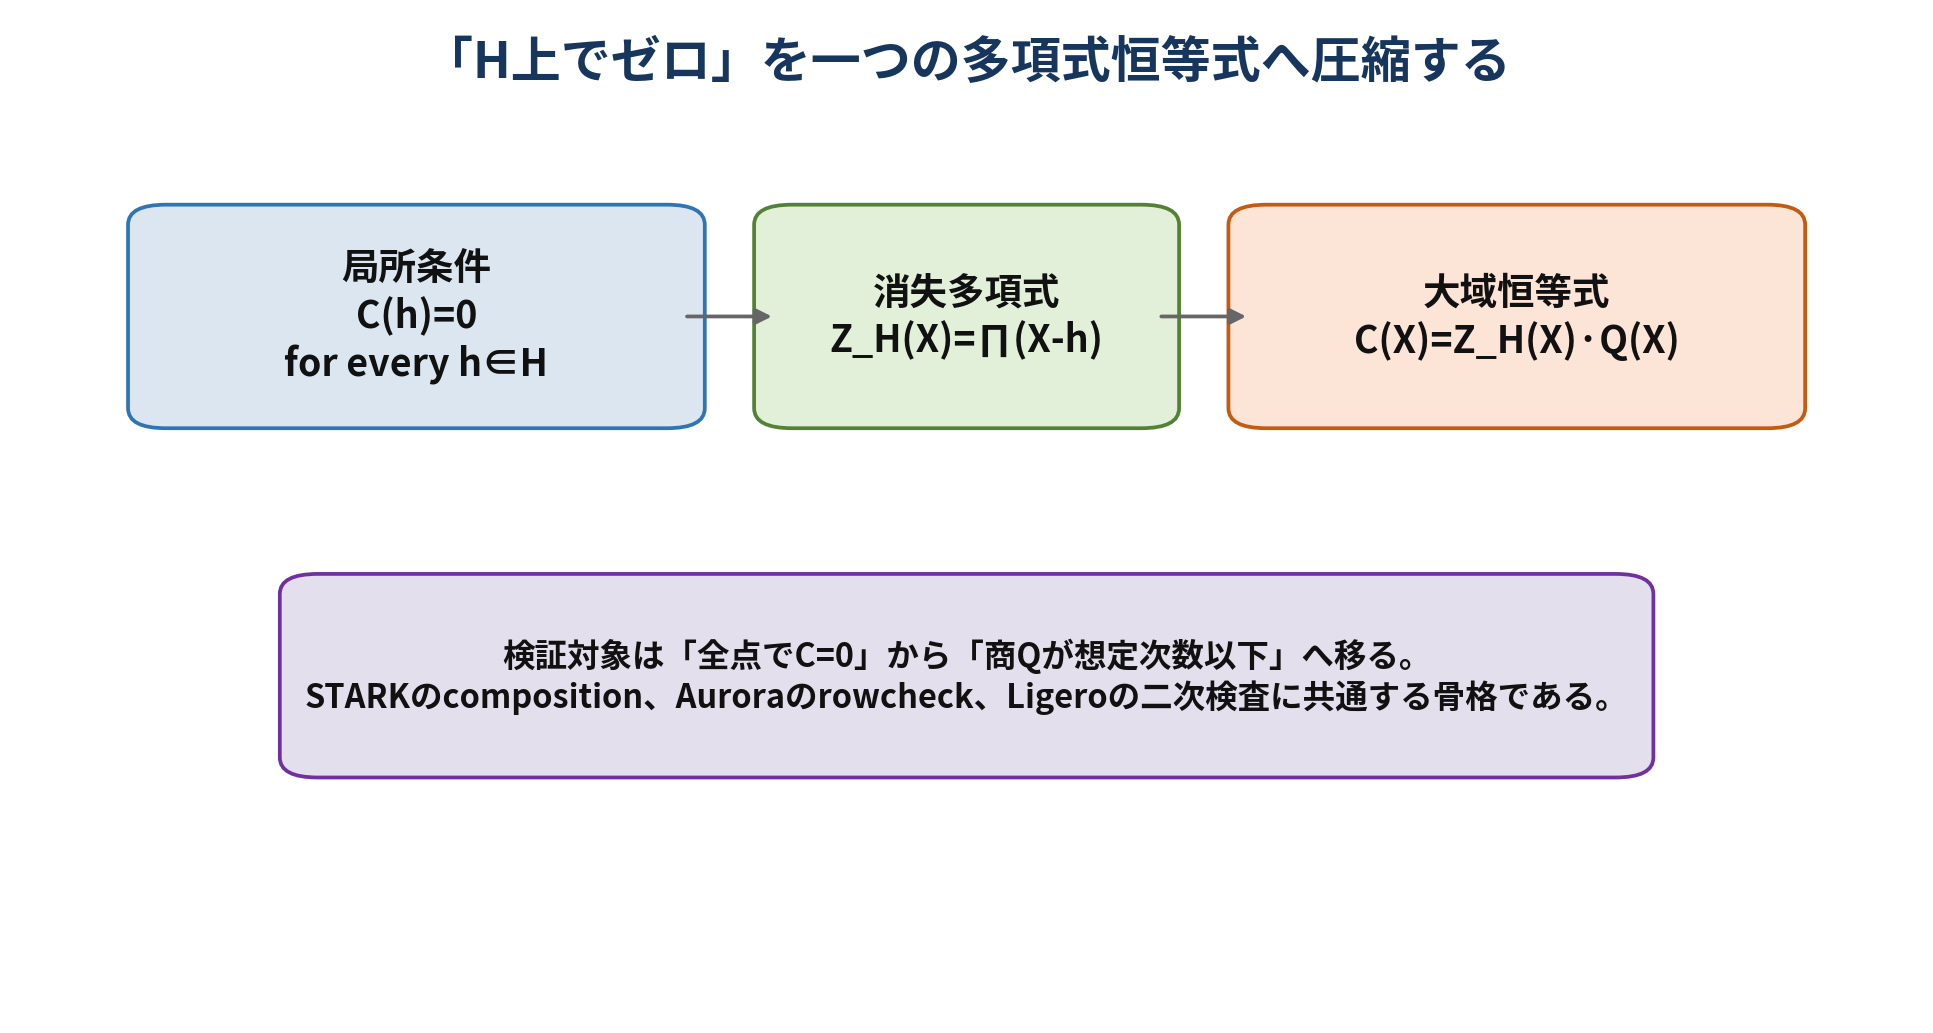 「H上でゼロ」を一つの多項式恒等式へ圧縮する
局所条件
C(h)=0
for every h∈H
消失多項式
Z_H(X)=∏(X-h)
大域恒等式
C(X)=Z_H(X)·Q(X)
検証対象は「全点でC=0」から「商Qが想定次数以下」へ移る。
STARKのcomposition、Auroraのrowcheck、Ligeroの二次検査に共通する骨格である。